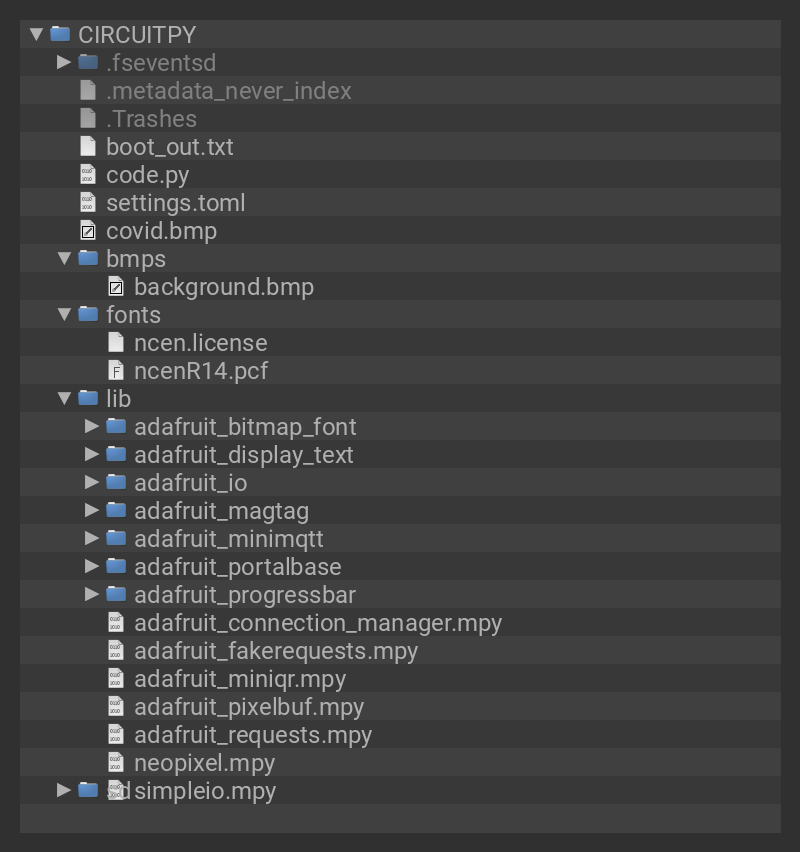 CIRCUITPY
.fseventsd
.metadata_never_index
.Trashes
boot_out.txt
code.py
settings.toml
covid.bmp
bmps
background.bmp
fonts
ncen.license
ncenR14.pcf
lib
adafruit_bitmap_font
adafruit_display_text
adafruit_io
adafruit_magtag
adafruit_minimqtt
adafruit_portalbase
adafruit_progressbar
adafruit_connection_manager.mpy
adafruit_fakerequests.mpy
adafruit_miniqr.mpy
adafruit_pixelbuf.mpy
adafruit_requests.mpy
neopixel.mpy
sd simpleio.mpy